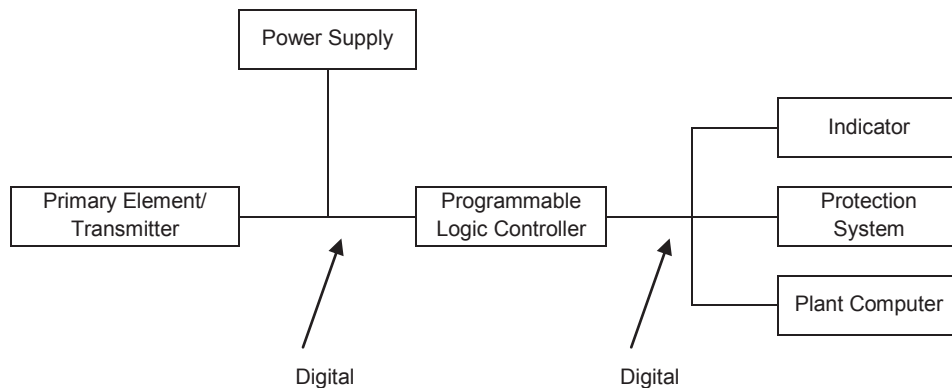 Power Supply
Indicator
Primary Element/
Transmitter
Programmable
Logic Controller
Protection
System
Plant Computer
Digital
Digital